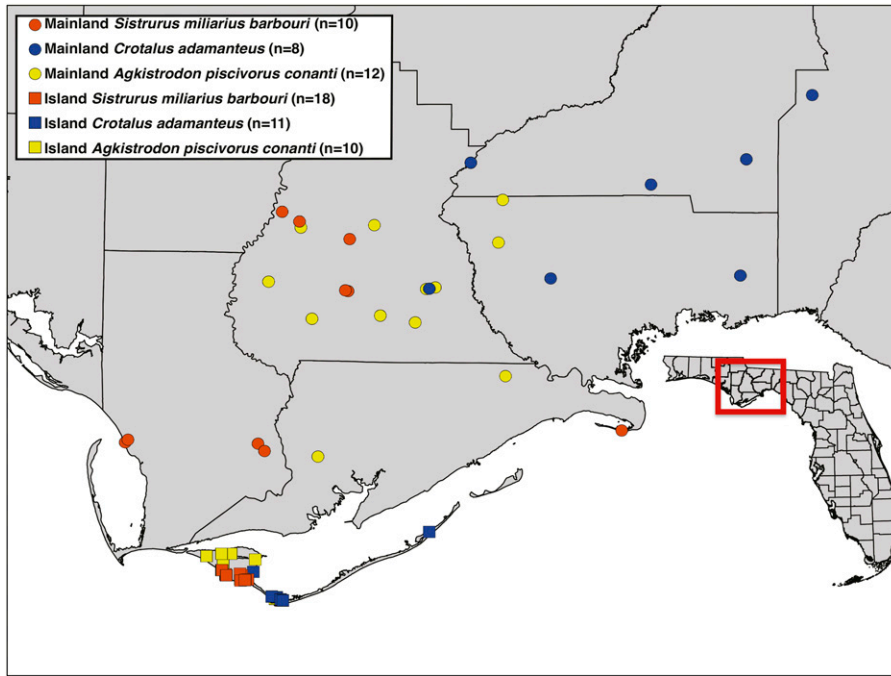 Mainland Sistrurus miliarius barbouri (n=10)
Mainland Crotalus adamanteus (n=8)
Mainland Agkistrodon piscivorus conanti (n=12)
Island Sistrurus miliarius barbouri (n=18)
Island Crotalus adamanteus (n=11)
Island Agkistrodon piscivorus conanti (n=10)